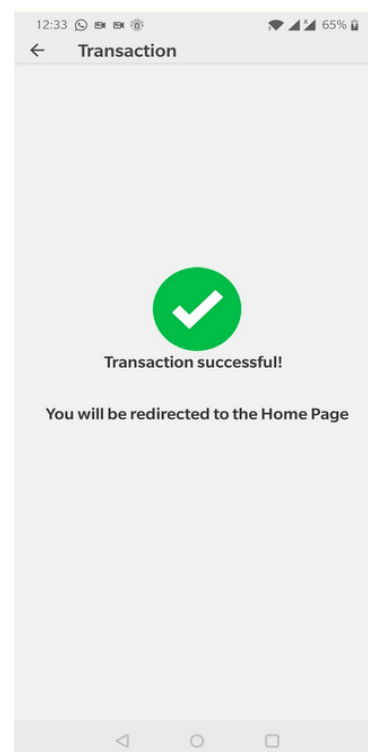 12:33
65%
Transaction
Transaction successful!
You will be redirected to the Home Page